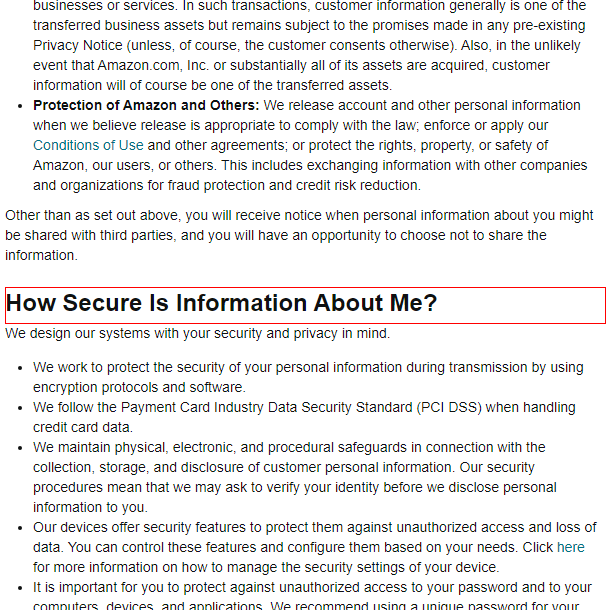 businesses or services. In such transactions, customer information generally is one of the
transferred business assets but remains subject to the promises made in any pre-existing
Privacy Notice (unless, of course, the customer consents otherwise). Also, in the unlikely
event that Amazon.com, Inc. or substantially all of its assets are acquired, customer
information will of course be one of the transferred assets.
• Protection of Amazon and Others: We release account and other personal information
when we believe release is appropriate to comply with the law; enforce or apply our
Conditions of Use and other agreements; or protect the rights, property, or safety of
Amazon, our users, or others. This includes exchanging information with other companies
and organizations for fraud protection and credit risk reduction.
Other than as set out above, you will receive notice when personal information about you might
be shared with third parties, and you will have an opportunity to choose not to share the
information.
How Secure Is Information About Me?
We design our systems with your security and privacy in mind.
• We work to protect the security of your personal information during transmission by using
encryption protocols and software.
• We follow the Payment Card Industry Data Security Standard (PCI DSS) when handling
credit card data.
• We maintain physical, electronic, and procedural safeguards in connection with the
collection, storage, and disclosure of customer personal information. Our security
procedures mean that we may ask to verify your identity before we disclose personal
information to you.
• Our devices offer security features to protect them against unauthorized access and loss of
data. You can control these features and configure them based on your needs. Click here
for more information on how to manage the security settings of your device.
• It is important for you to protect against unauthorized access to your password and to your
computers, devices, and applications. We recommend using a unique password for your